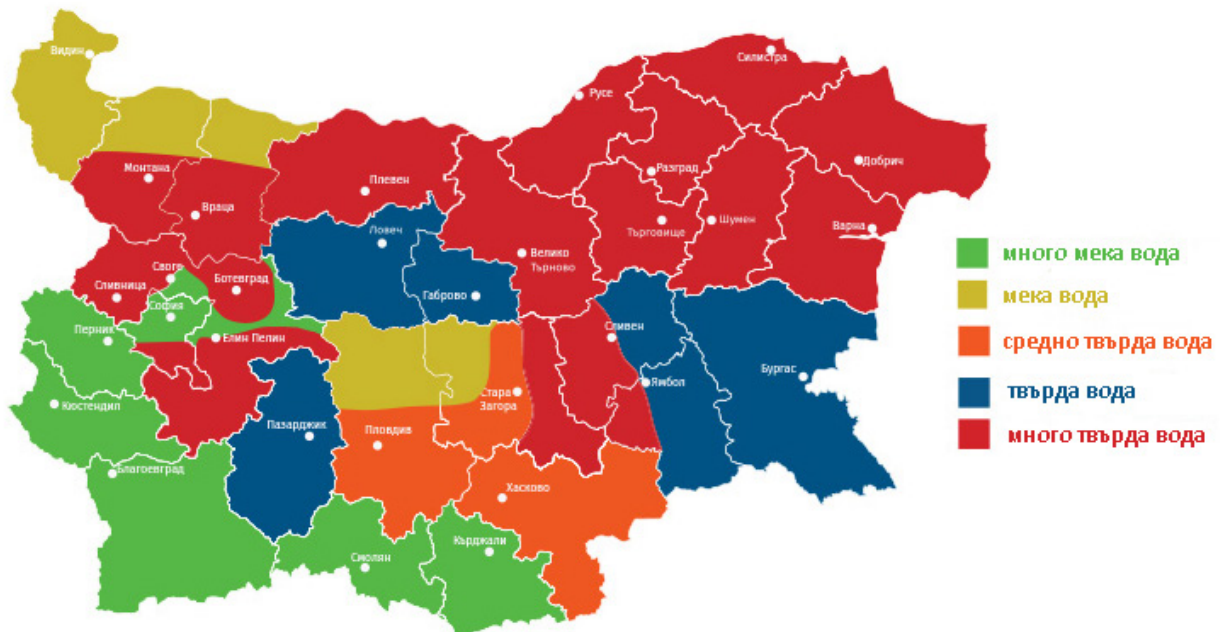 Видин
Силистра
Русе
Добрич
Монтана
Разград
Плевен
Враца
Търговище
Шумен
Варна
Ловеч
Велико
Търново
Своге
Ботевград
Сливница
Габрово
София
Перник
Елин Пелин
Сливен
Бургас
Ямбол
Стара
Загора
Кюстендил
Пазарджик
Пловдив
Благоевград
Хасково
Кърджали
Смолян
много мека вода
мека вода
средно твърда вода
твърда вода
много твърда вода